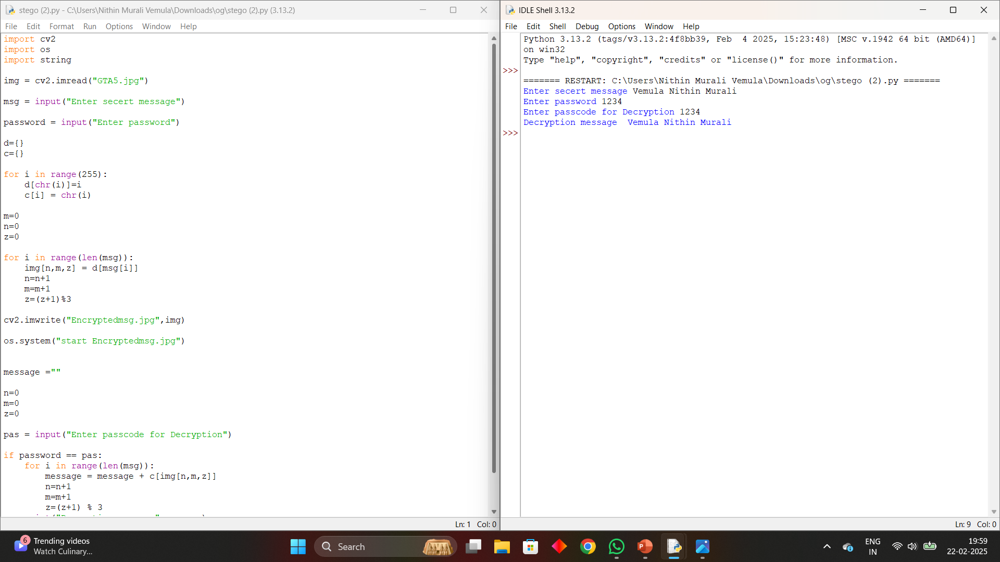 stego (2).py - C:\Users\Nithin Murali Vemula\Downloads\og\stego (2).py (3.13.2)
File Edit Format Run Options Window Help
import cv2
import os
import string
img = cv2.imread("GTA5.jpg")
msg = input("Enter secert message")
password = input("Enter password")
d={}
c={}
for i in range(255):
    d[chr(i)]=i
    c[i] = chr(i)
m=0
n=0
z=0
for i in range(len(msg)):
    img[n,m,z] = d[msg[i]]
    n=n+1
    m=m+1
    z=(z+1)%3
cv2.imwrite("Encryptedmsg.jpg",img)
os.system("start Encryptedmsg.jpg")
message =""
n=0
m=0
z=0
pas = input("Enter passcode for Decryption")
if password == pas:
    for i in range(len(msg)):
        message = message + c[img[n,m,z]]
        n=n+1
        m=m+1
        z=(z+1) % 3
Ln: 1 Col: 0
IDLE Shell 3.13.2
File Edit Shell Debug Options Window Help
Python 3.13.2 (tags/v3.13.2:4f8bb39, Feb  4 2025, 15:23:48) [MSC v.1942 64 bit (AMD64)]
on win32
Type "help", "copyright", "credits" or "license()" for more information.
>>>
======= RESTART: C:\Users\Nithin Murali Vemula\Downloads\og\stego (2).py =======
Enter secert message Vemula Nithin Murali
Enter password 1234
Enter passcode for Decryption 1234
Decryption message  Vemula Nithin Murali
>>>
Ln: 9 Col: 0
6
Trending videos
Watch Culinary...
Search
P
ENG
IN
19:59
22-02-2025